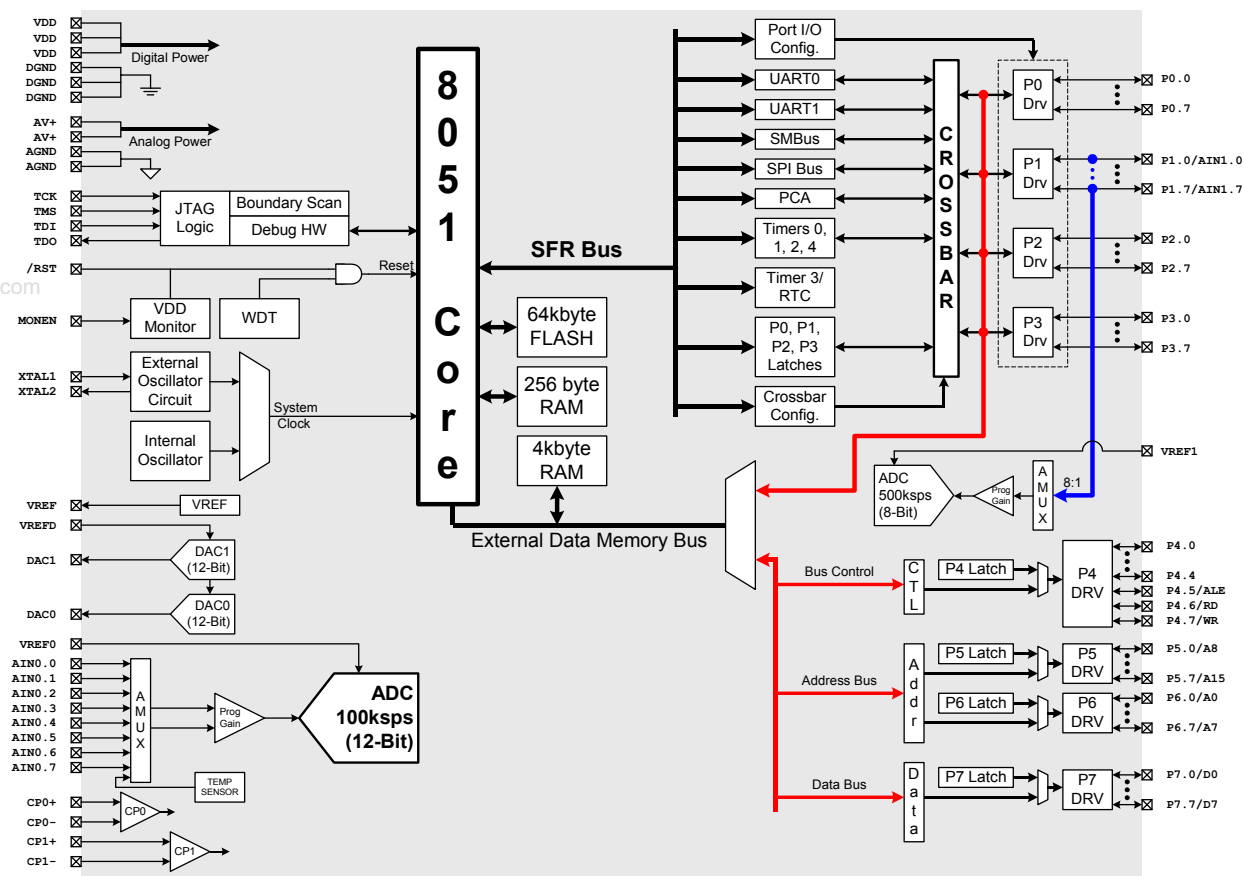 VDD
VDD
VDD
Digital Power
DGND
DGND
DGND
AV+
AV+
Analog Power
AGND
AGND
TCK
TMS
TDI
TDO
JTAG
Logic
Boundary Scan
Debug HW
/RST
Reset
com
MONEN
VDD
Monitor
WDT
XTAL1
XTAL2
External
Oscillator
Circuit
Internal
Oscillator
System
Clock
VREF
VREF
VREFD
DAC1
DAC1
(12-Bit)
DAC0
DAC0
(12-Bit)
VREF0
AIN0.0
AIN0.1
AIN0.2
AIN0.3
AIN0.4
AIN0.5
AIN0.6
AIN0.7
AMUX
Prog
Gain
ADC
100ksps
(12-Bit)
TEMP
SENSOR
CP0+
CP0-
CP0
CP1+
CP1-
CP1
8051 Core
SFR Bus
64kbyte
FLASH
256 byte
RAM
4kbyte
RAM
External Data Memory Bus
Port I/O
Config.
UART0
UART1
SMBus
SPI Bus
PCA
Timers 0,
1, 2, 4
Timer 3/
RTC
P0, P1,
P2, P3
Latches
Crossbar
Config.
CROSSBAR
P0
Drv
P1
Drv
P2
Drv
P3
Drv
P0.0
P0.7
P1.0/AIN1.0
P1.7/AIN1.7
P2.0
P2.7
P3.0
P3.7
VREF1
ADC
500ksps
(8-Bit)
Prog
Gain
AMUX
8:1
Bus Control
CTL
P4 Latch
P4
DRV
P4.0
P4.4
P4.5/ALE
P4.6/RD
P4.7/WR
Address Bus
Addr
P5 Latch
P5
DRV
P5.0/A8
P5.7/A15
P6 Latch
P6
DRV
P6.0/A0
P6.7/A7
Data Bus
Data
P7 Latch
P7
DRV
P7.0/D0
P7.7/D7